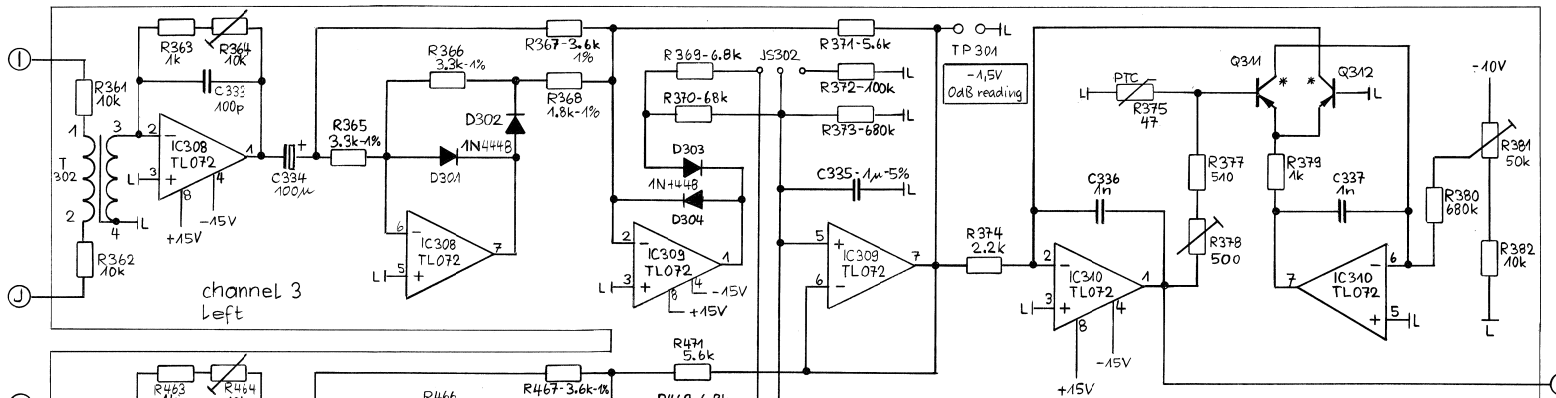 I
J
R361
10k
1
T
302
2
R362
10k
3
4
L
R363
1k
R364
10k
C333
100p
2
−
IC308
TL072
1
L
3
+
8
4
−15V
+15V
channel 3
left
+
C334
100µ
R365
3.3k-1%
R366
3.3k-1%
D301
D302
1N4448
6
−
IC308
TL072
7
L
5
+
R367-3.6k
1%
R368
1.8k-1%
R369-6.8k
R370-68k
D303
1N4448
D304
2
−
IC309
TL072
1
L
3
+
8
4
−15V
+15V
JS302
R371-5.6k
R372-100k
L
R373-680k
L
C335-1µ-5%
L
5
+
IC309
TL072
7
6
−
L
TP301
−1,5V
0dB reading
R374
2.2k
C336
1n
2
−
IC310
TL072
1
L
3
+
8
4
−15V
+15V
L
PTC
R375
47
R377
510
R378
500
Q311
*
*
Q312
L
R379
1k
C337
1n
7
IC310
TL072
−
6
+
5
L
R380
680k
−10V
R381
50k
R382
10k
L
R463
R464
R466
R467-3.6k-1%
R471
5.6k